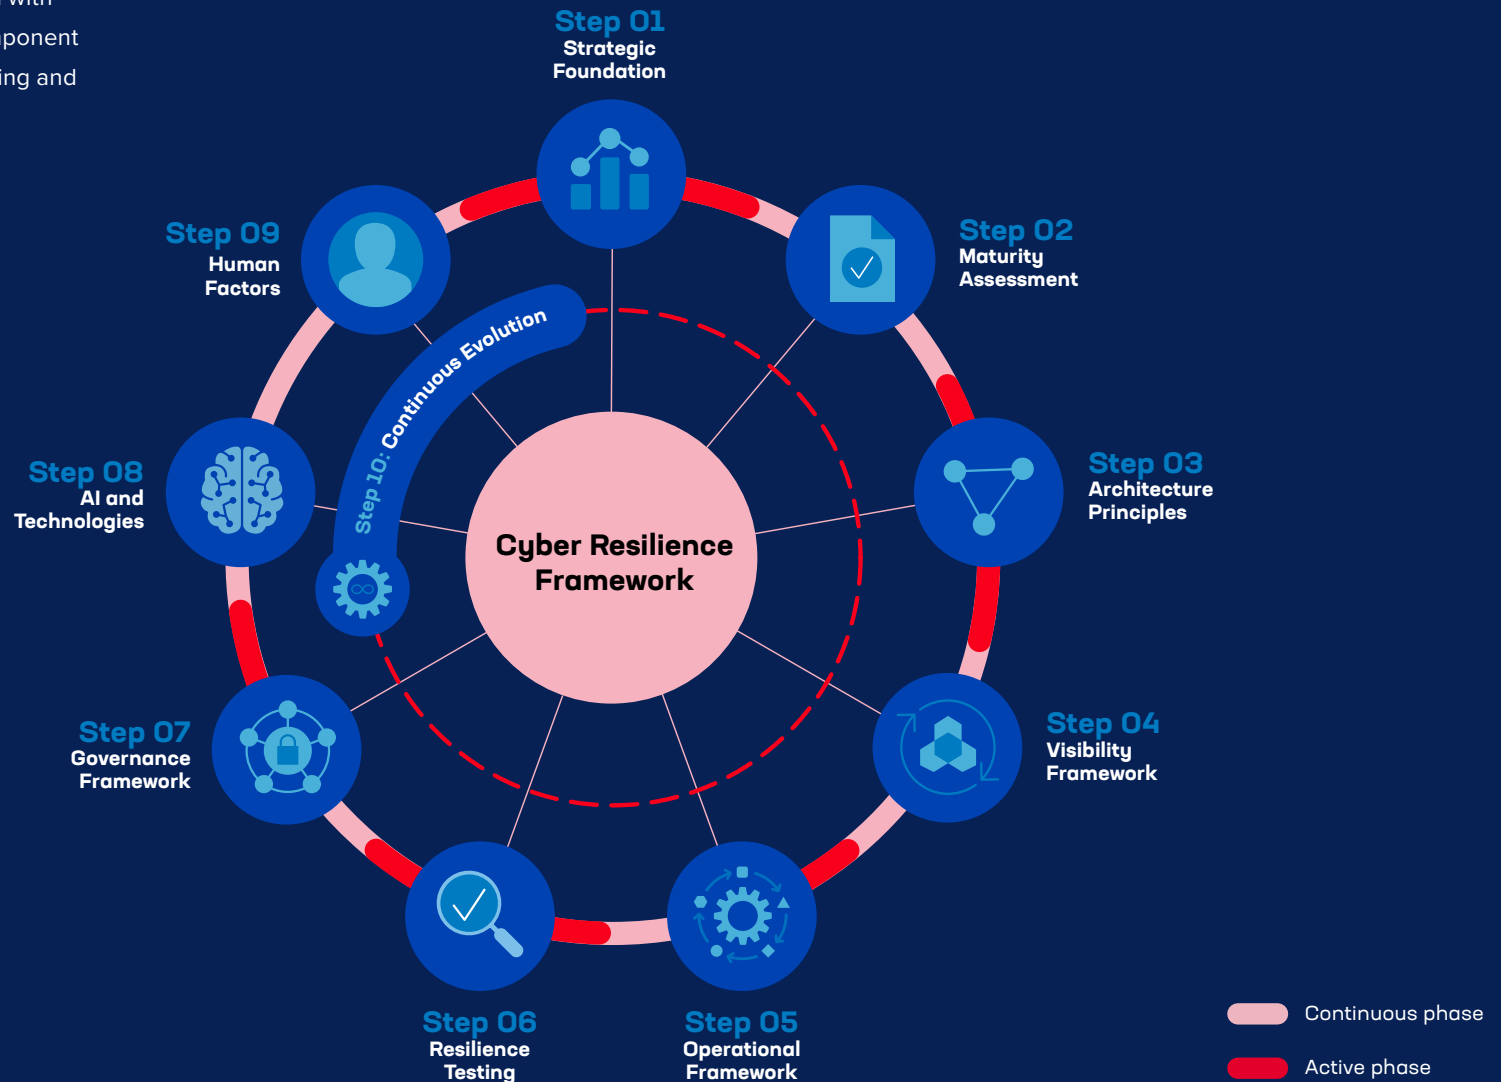 with
ponent
ing and
Step 01
Strategic
Foundation
Step 02
Maturity
Assessment
Step 03
Architecture
Principles
Step 04
Visibility
Framework
Step 05
Operational
Framework
Step 06
Resilience
Testing
Step 07
Governance
Framework
Step 08
AI and
Technologies
Step 09
Human
Factors
Step 10: Continuous Evolution
Cyber Resilience
Framework
Continuous phase
Active phase